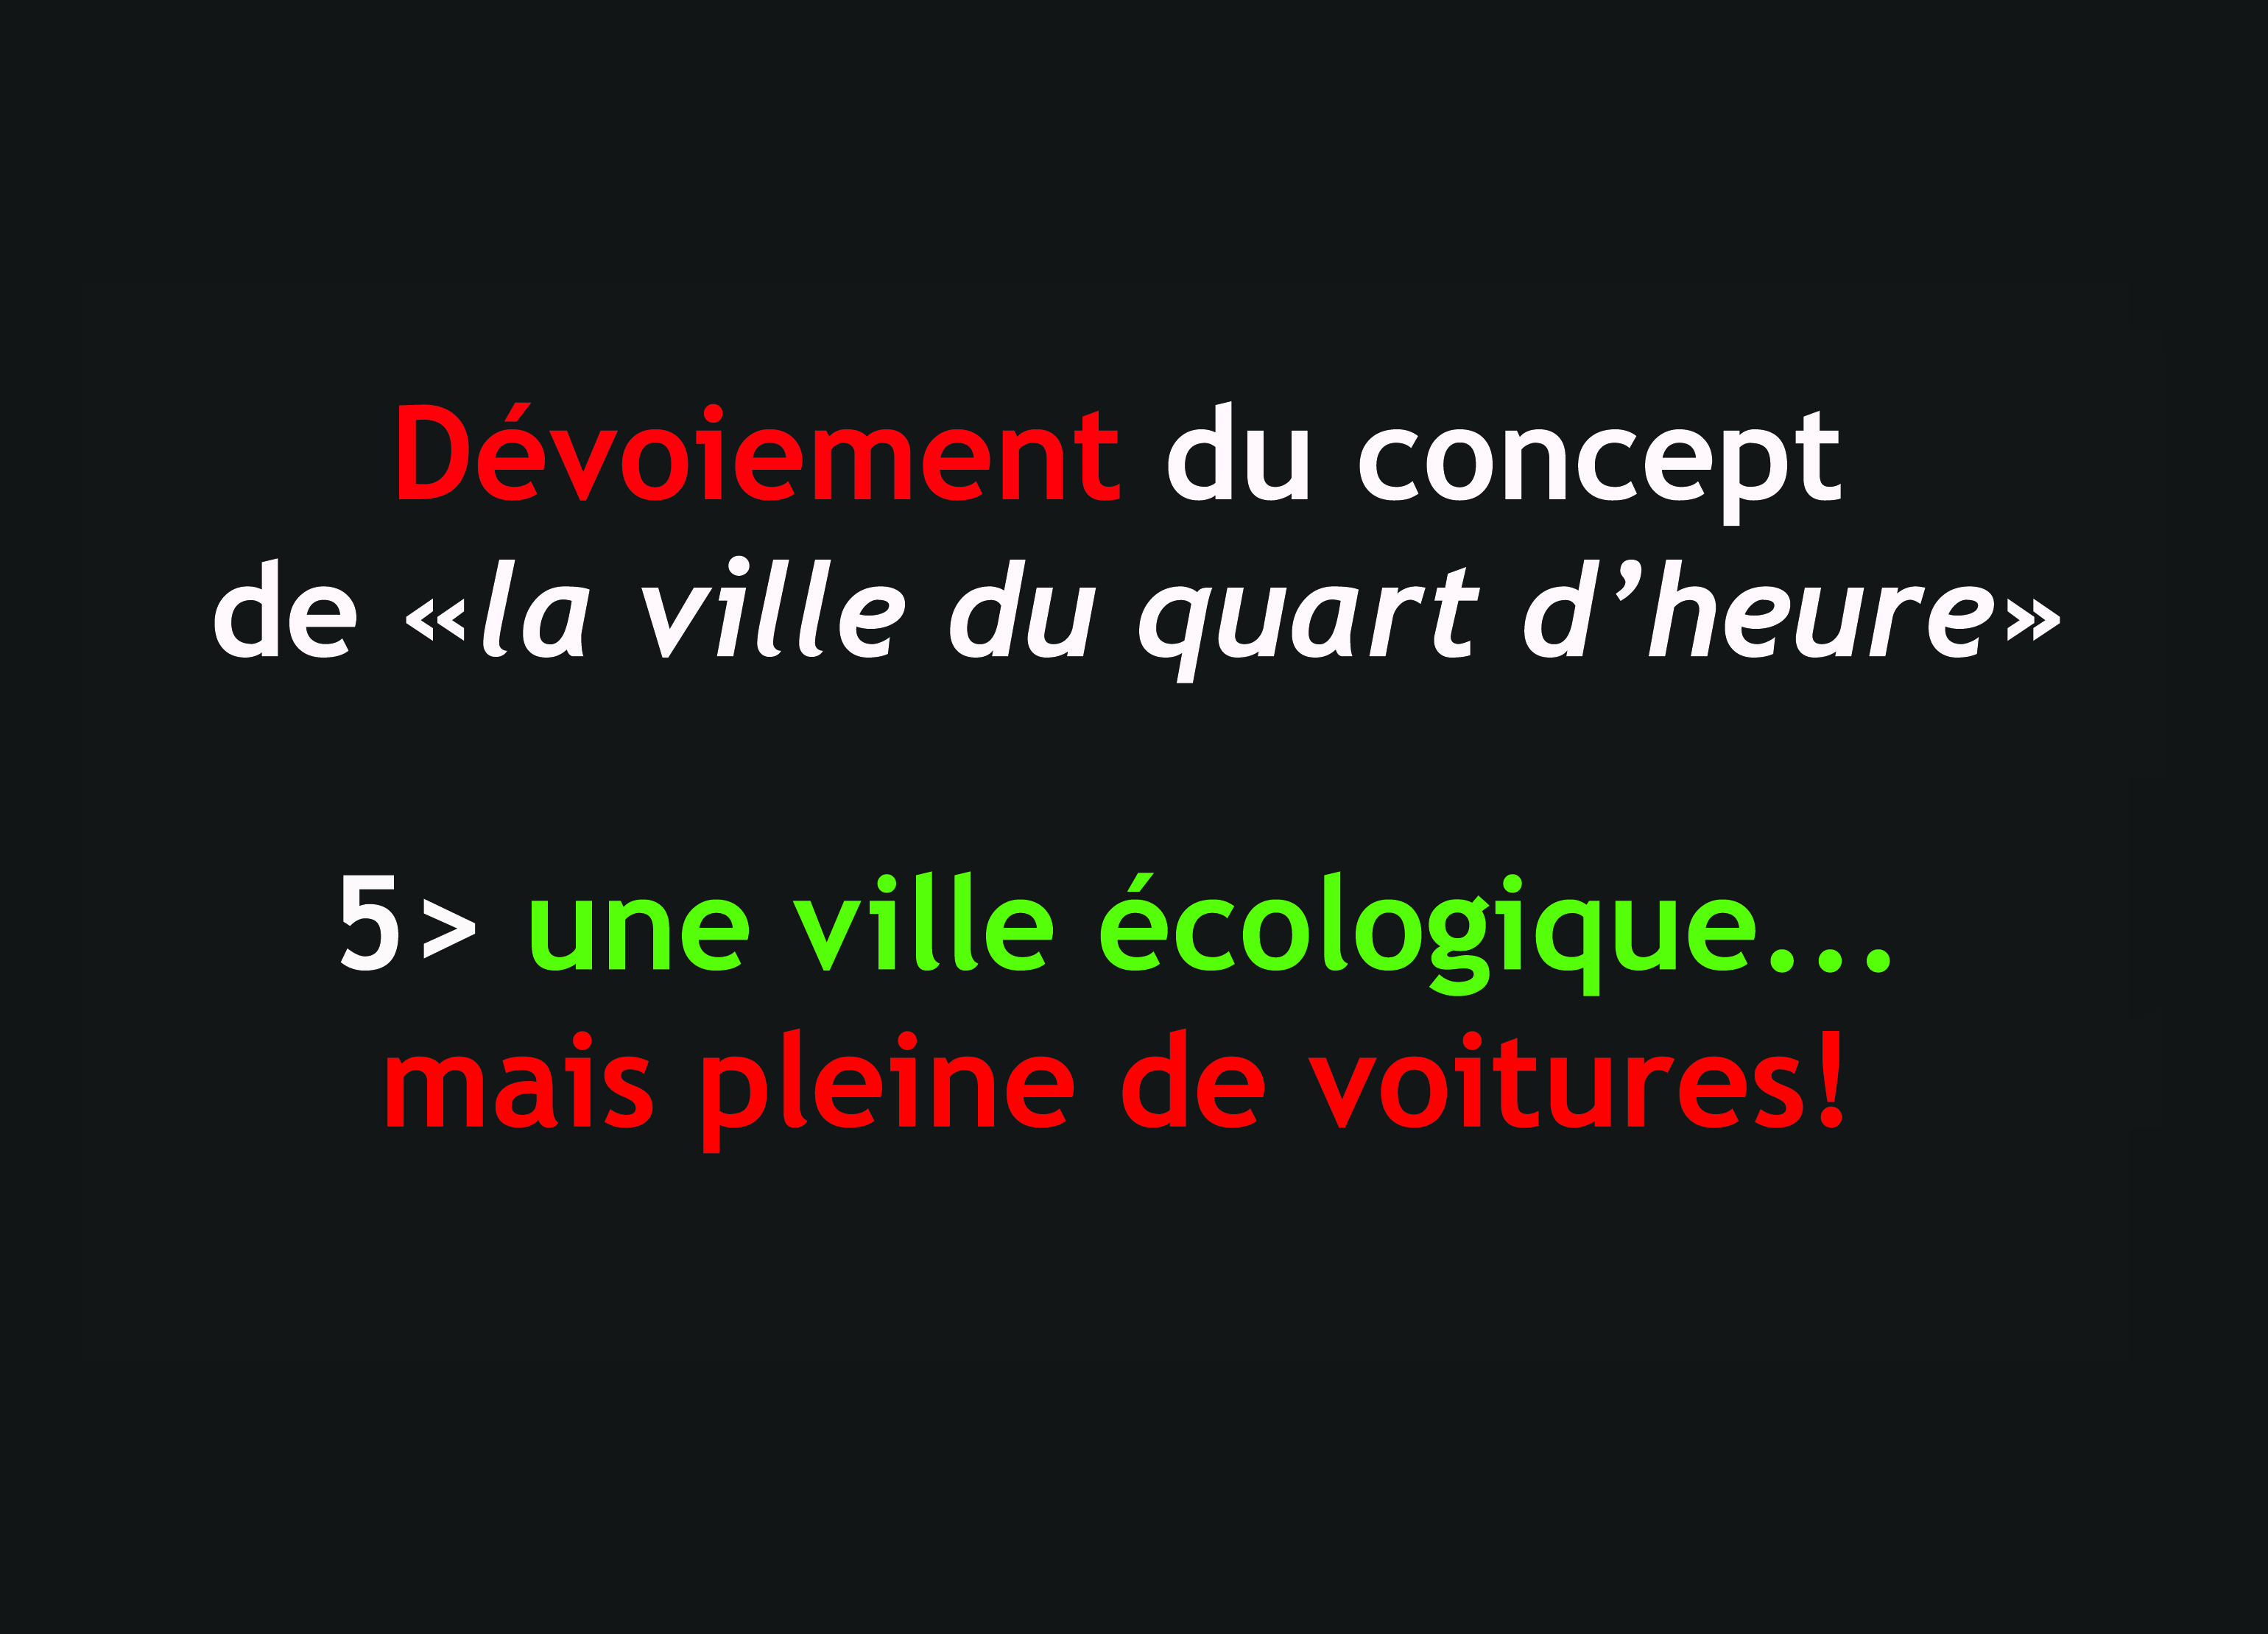 Dévoiement du concept
de «la ville du quart d’heure»
5> une ville écologique...
mais pleine de voitures!